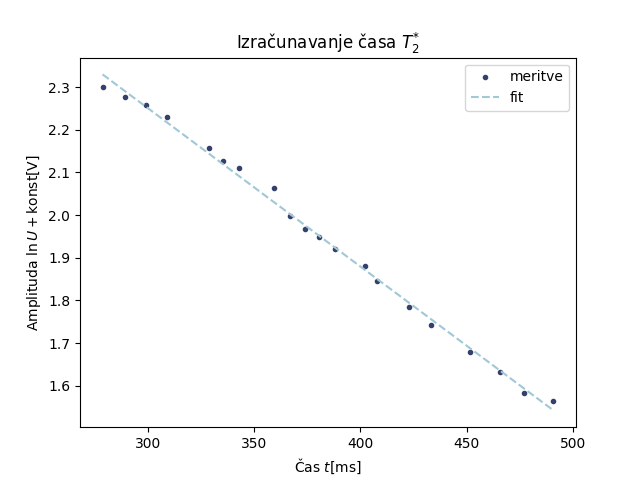 Izračunavanje časa $T_2^*$
meritve
fit
2.3
2.2
2.1
2.0
1.9
1.8
1.7
1.6
Amplituda ln U + konst[V]
300
350
400
450
500
Čas t[ms]